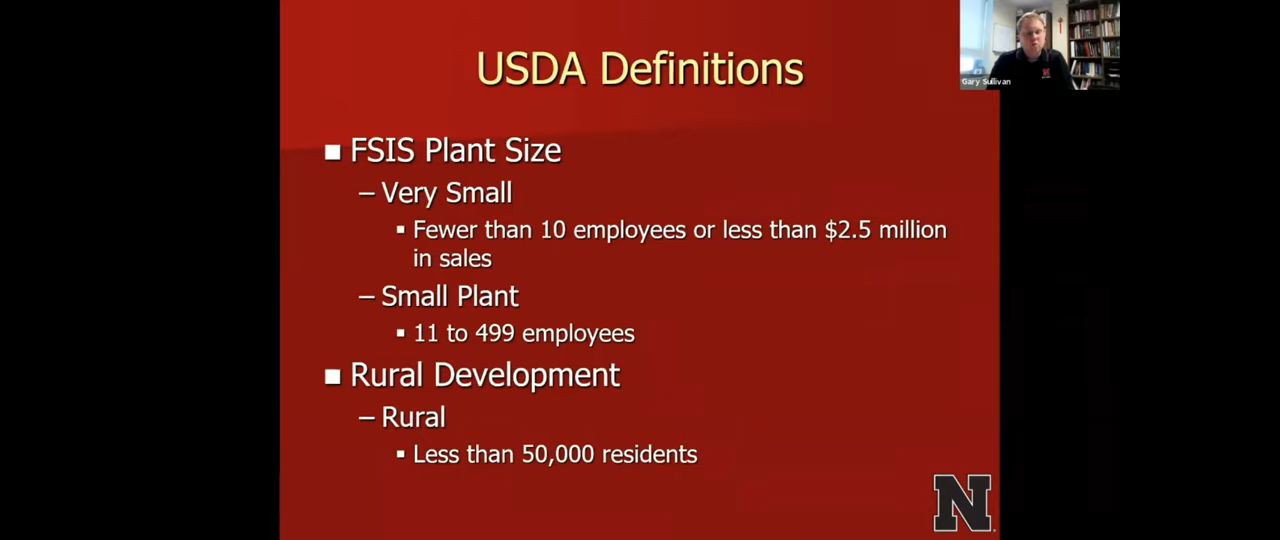 USDA Definitions
Gary Sullivan
■ FSIS Plant Size
– Very Small
▪ Fewer than 10 employees or less than $2.5 million
in sales
– Small Plant
▪ 11 to 499 employees
■ Rural Development
– Rural
▪ Less than 50,000 residents
N